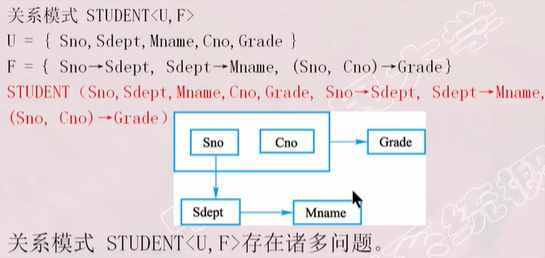 关系模式 STUDENT<U,F>
U = { Sno,Sdept,Mname,Cno,Grade }
F = { Sno→Sdept, Sdept→Mname, (Sno, Cno)→Grade}
STUDENT（Sno,Sdept,Mname,Cno,Grade, Sno→Sdept, Sdept→Mname,
(Sno, Cno)→Grade）
Sno
Cno
Grade
Sdept
Mname
关系模式 STUDENT<U,F>存在诸多问题。